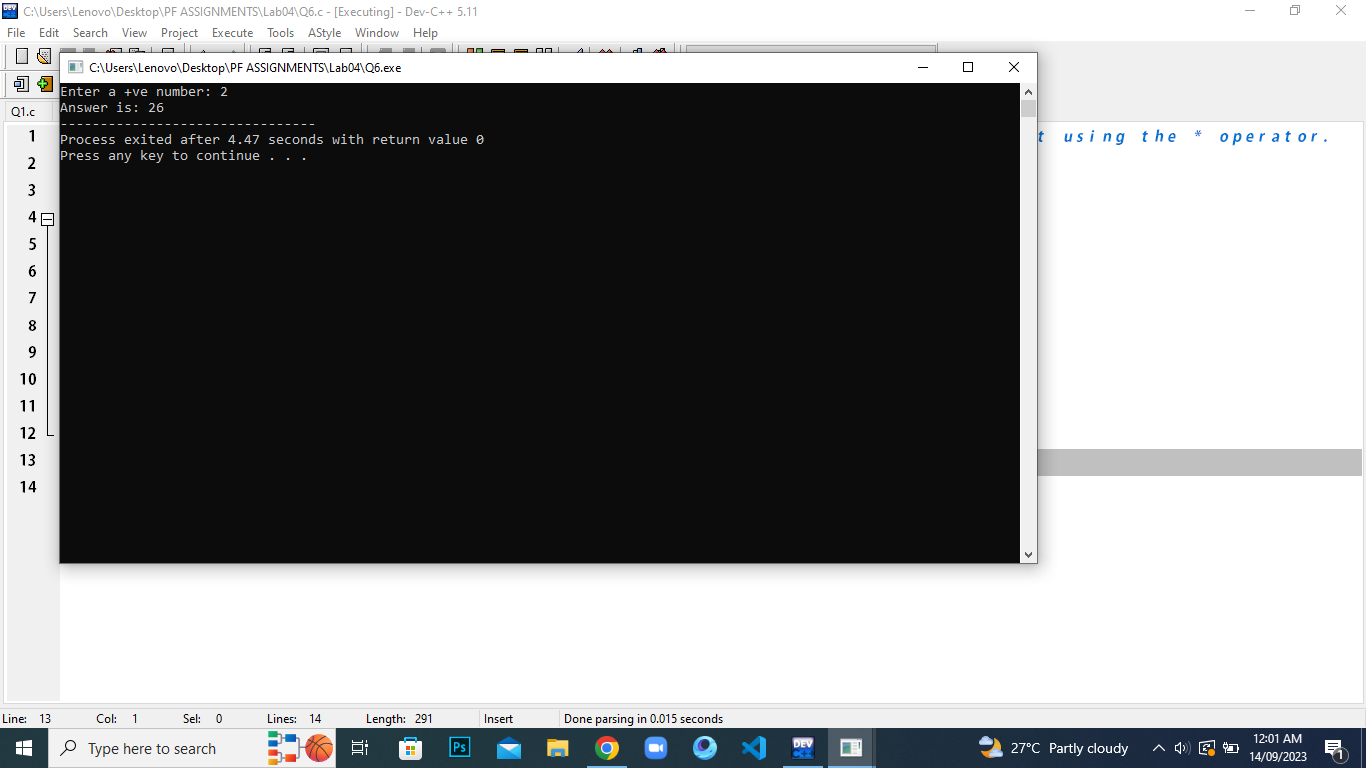 C:\Users\Lenovo\Desktop\PF ASSIGNMENTS\Lab04\Q6.c - [Executing] - Dev-C++ 5.11
File Edit Search View Project Execute Tools AStyle Window Help
C:\Users\Lenovo\Desktop\PF ASSIGNMENTS\Lab04\Q6.exe
Enter a +ve number: 2
Answer is: 26
--------------------------------
Process exited after 4.47 seconds with return value 0
Press any key to continue . . .
Q1.c
1 t using the * operator.
2
3
4
5
6
7
8
9
10
11
12
13
14
Line: 13 Col: 1 Sel: 0 Lines: 14 Length: 291 Insert Done parsing in 0.015 seconds
Type here to search
Ps
DEV
27°C Partly cloudy
12:01 AM
14/09/2023
1